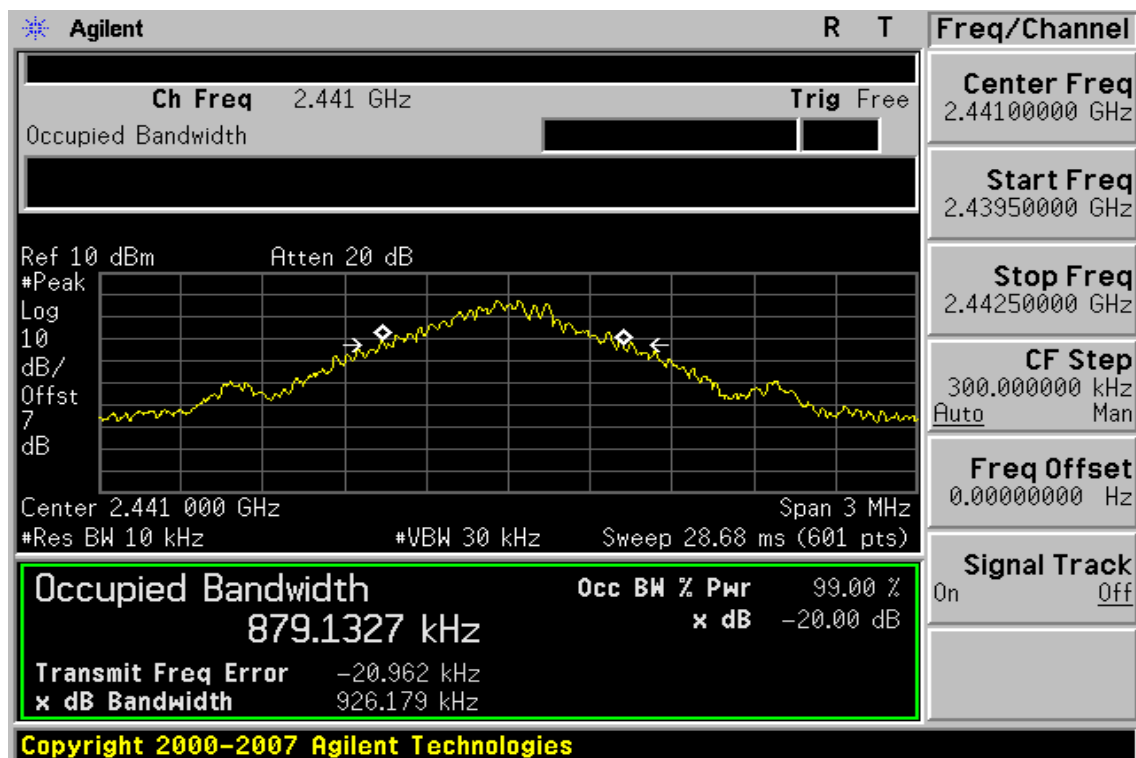 Agilent R T
Freq/Channel
Ch Freq 2.441 GHz Trig Free
Occupied Bandwidth
Center Freq
2.44100000 GHz
Start Freq
2.43950000 GHz
Stop Freq
2.44250000 GHz
CF Step
300.000000 kHz
Auto Man
Freq Offset
0.00000000 Hz
Signal Track
On Off
Ref 10 dBm Atten 20 dB
#Peak
Log
10
dB/
Offst
7
dB
Center 2.441 000 GHz Span 3 MHz
#Res BW 10 kHz #VBW 30 kHz Sweep 28.68 ms (601 pts)
Occupied Bandwidth
879.1327 kHz
Occ BW % Pwr 99.00 %
x dB -20.00 dB
Transmit Freq Error -20.962 kHz
x dB Bandwidth 926.179 kHz
Copyright 2000-2007 Agilent Technologies